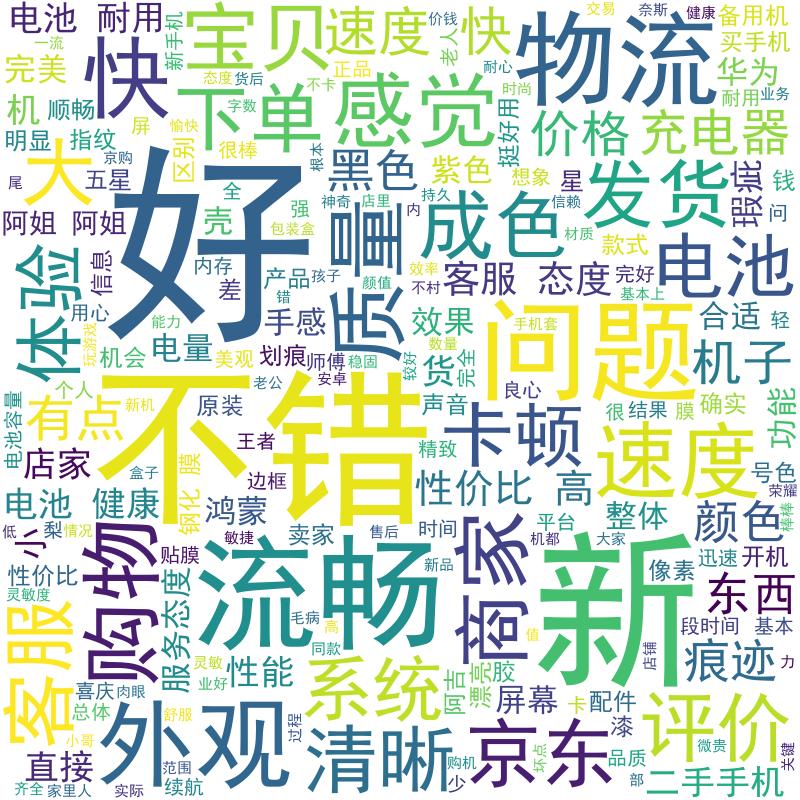 电池 耐用
一流
完美
机
顺畅
明显
指纹
新手机
快
宝贝
速度
快
价钱
老人
交易
奈斯
健康
备用机
买手机
物流
华为
耐用
业务
态度
货后
不卡
正品
字数
愉快
屏
区别
很棒
京购
尾
大
五星
下单
感觉
耐心
时尚
挺好用
价格
充电器
根本
黑色
紫色
想象
星
发货
瑕疵
钱
问
阿姐 阿姐
壳
全
强
神奇
店里
包装盒
持久
内
信赖
材质
款式
好
质量
成色
电池
体验
信息
用心
差
内存
产品
孩子
颜值
错
效率
不村
客服 态度
完好
基本上
玩游戏
机会
能力
电量
美观
手感
划痕
师傅
稳固
安卓
老公
效果
数量
较好
货
完全
手机套
问题
合适
轻
机子
个人
电池容量
有点
新机
原装
不错
声音
良心
卡顿
很
结果
膜
确实
功能
店家
盒子
钢化 膜
王者
边框
精致
性价比 高
速度
号色
荣耀
棒棒
电池 健康
鸿蒙
敏捷
卖家
售后
时间
平台
机都
整体
大家
颜色
低
梨
情况
小
性价比
灵敏度
购物
贴膜
服务态度
流畅
新品
商家
新
像素
迅速
开机
东西
段时间
基本
毛病
高
同款
值
店铺
痕迹
力
客服
喜庆
肉眼
总体
灵敏
业好
性能
系统
阿吉
漂亮
胶
屏幕
卡
配件
漆
评价
小哥
直接
外观
舒服
范围
续航
过程
清晰
购机
少
京东
坏点
品质
微贵
部
二手手机
关键
齐全
家里人
实际